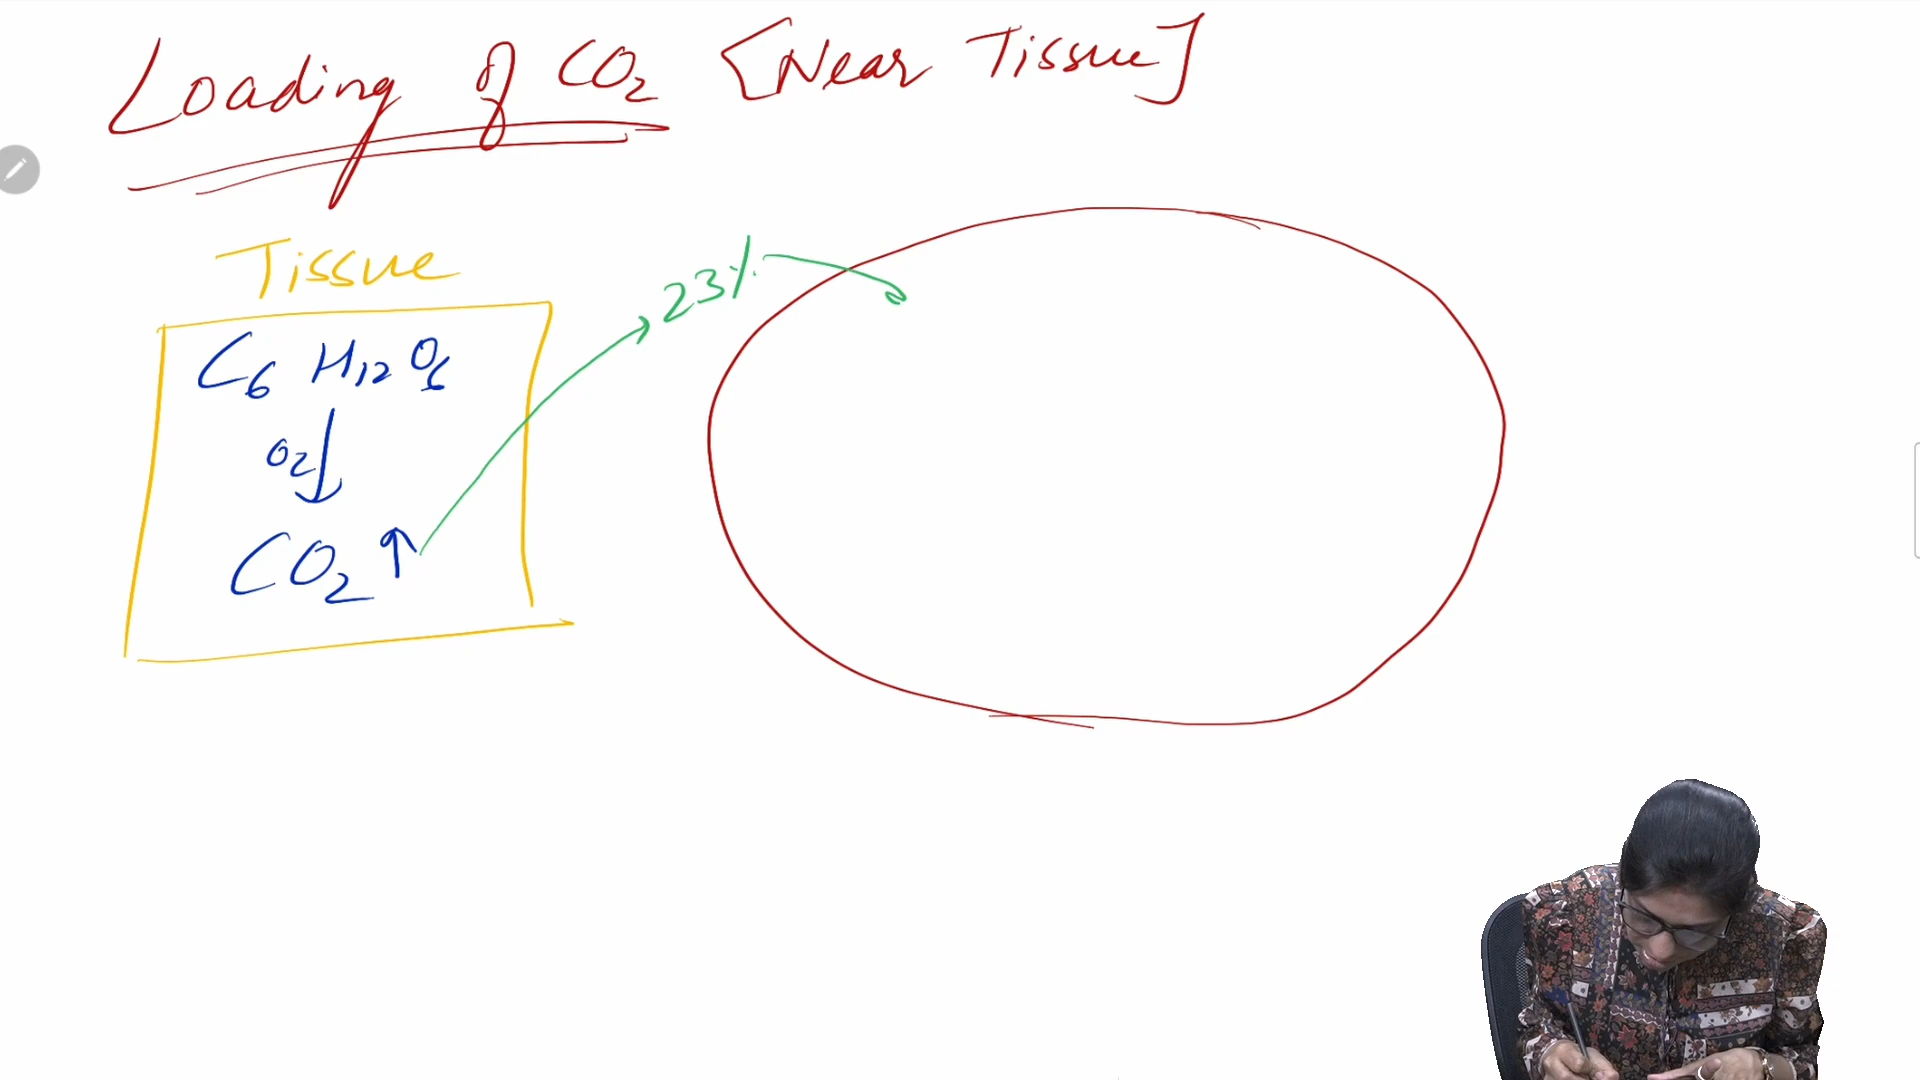 Loading of CO₂ [Near Tissue]
Tissue
23%
C₆ H₁₂ O₆
O₂
CO₂ ↑